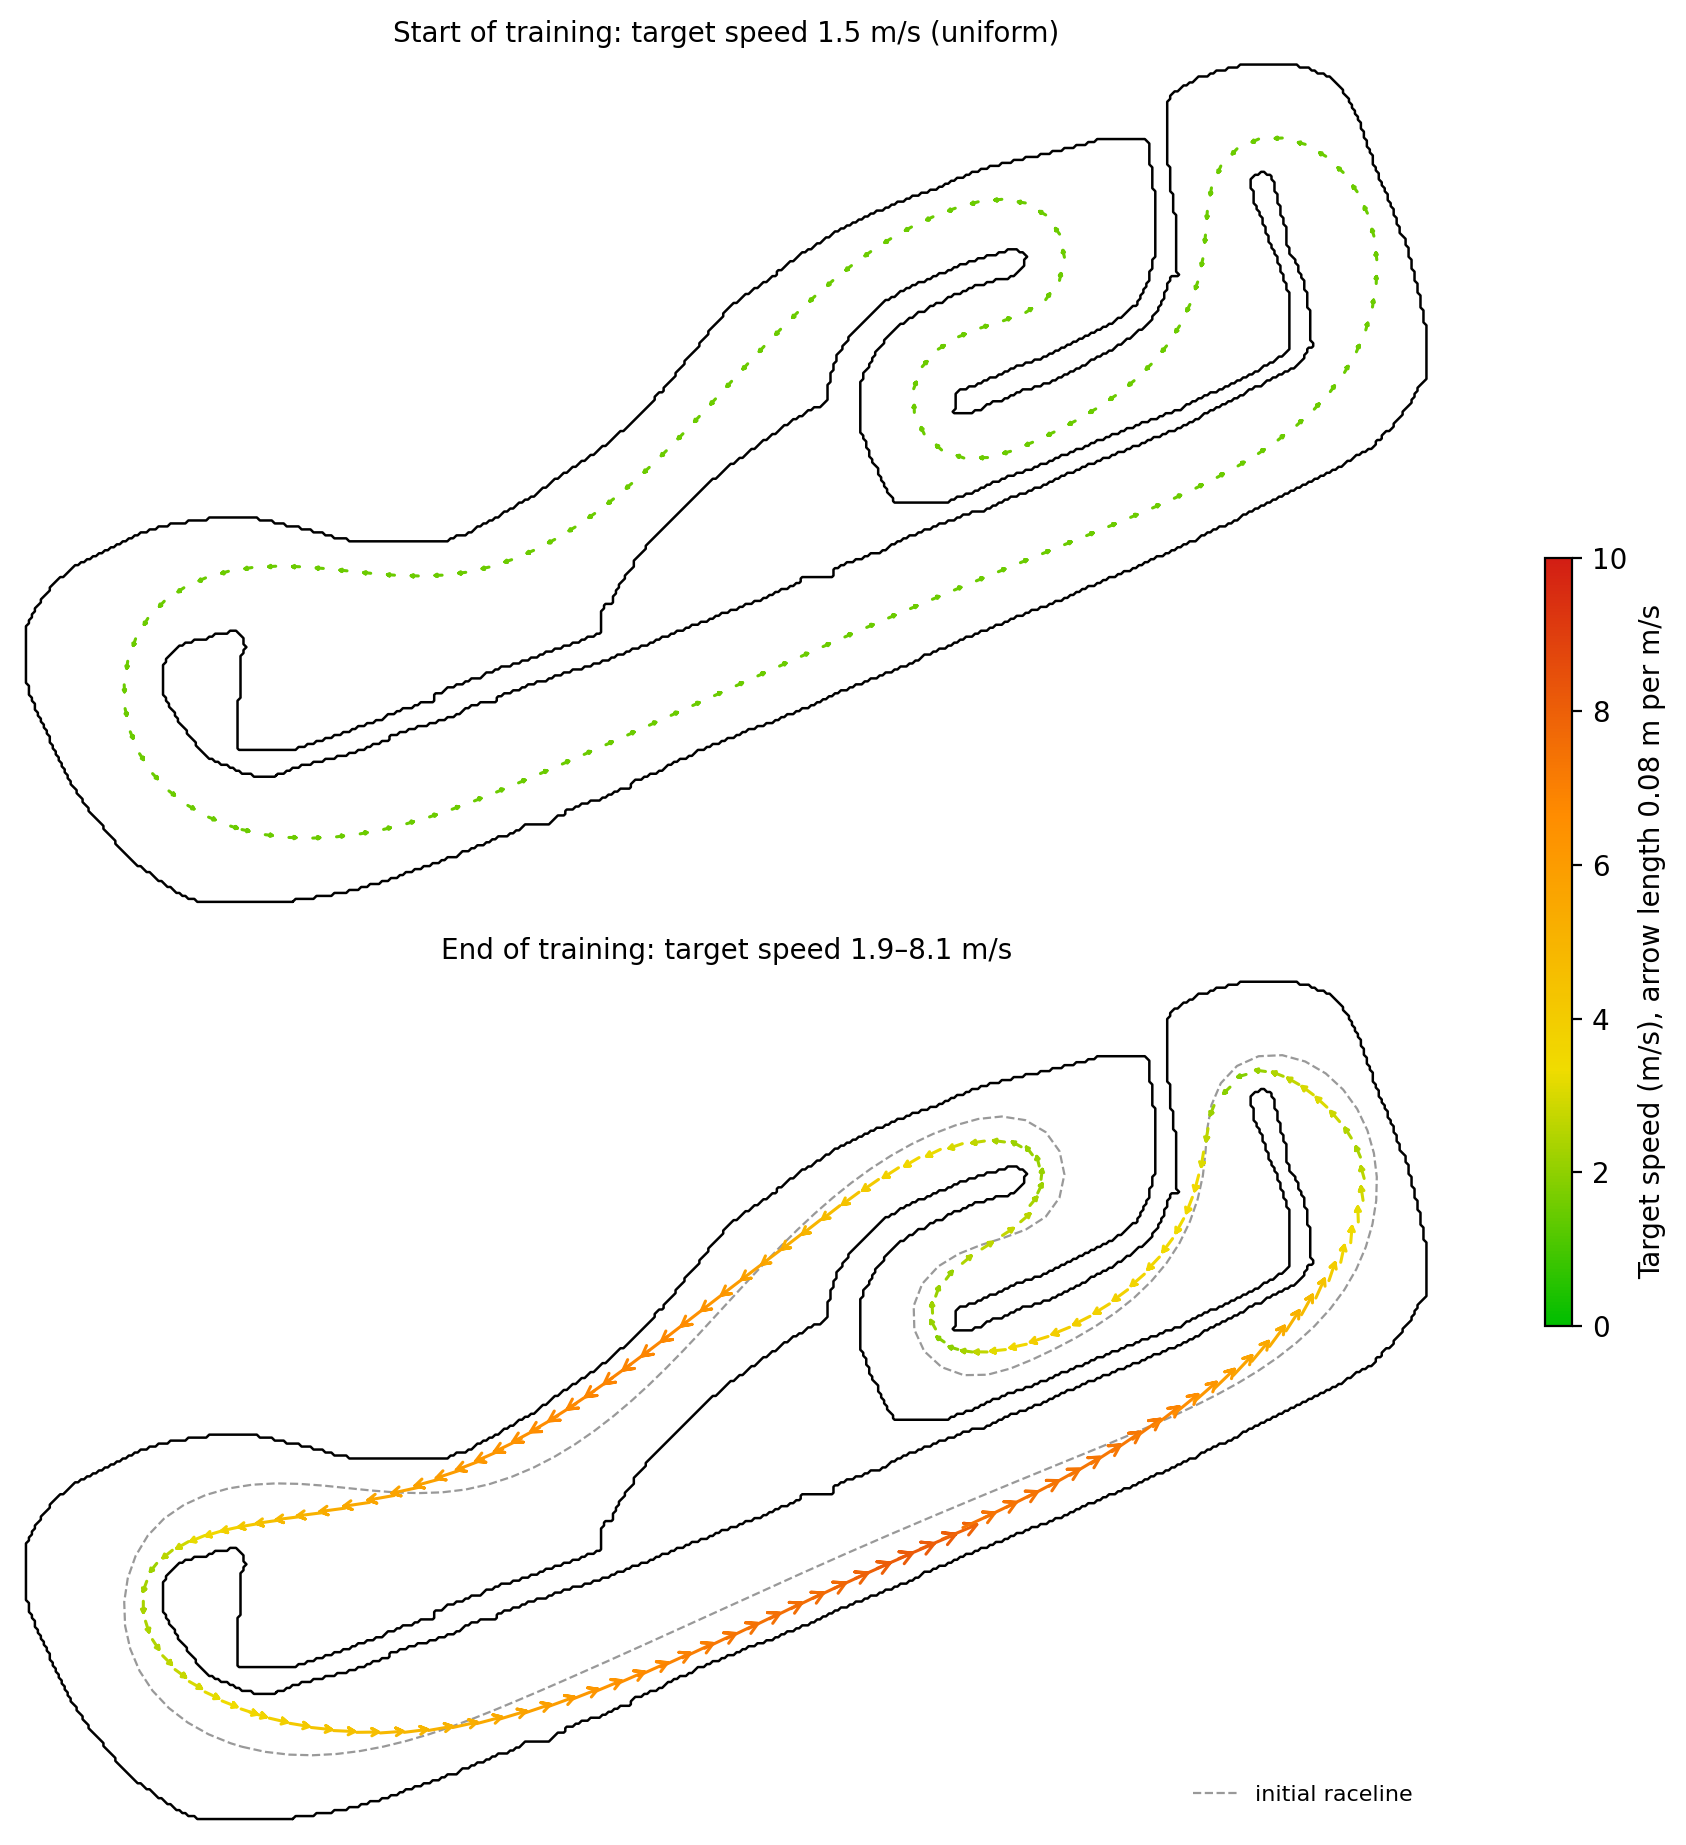 Start of training: target speed 1.5 m/s (uniform)
End of training: target speed 1.9–8.1 m/s
initial raceline
10
8
6
4
2
0
Target speed (m/s), arrow length 0.08 m per m/s